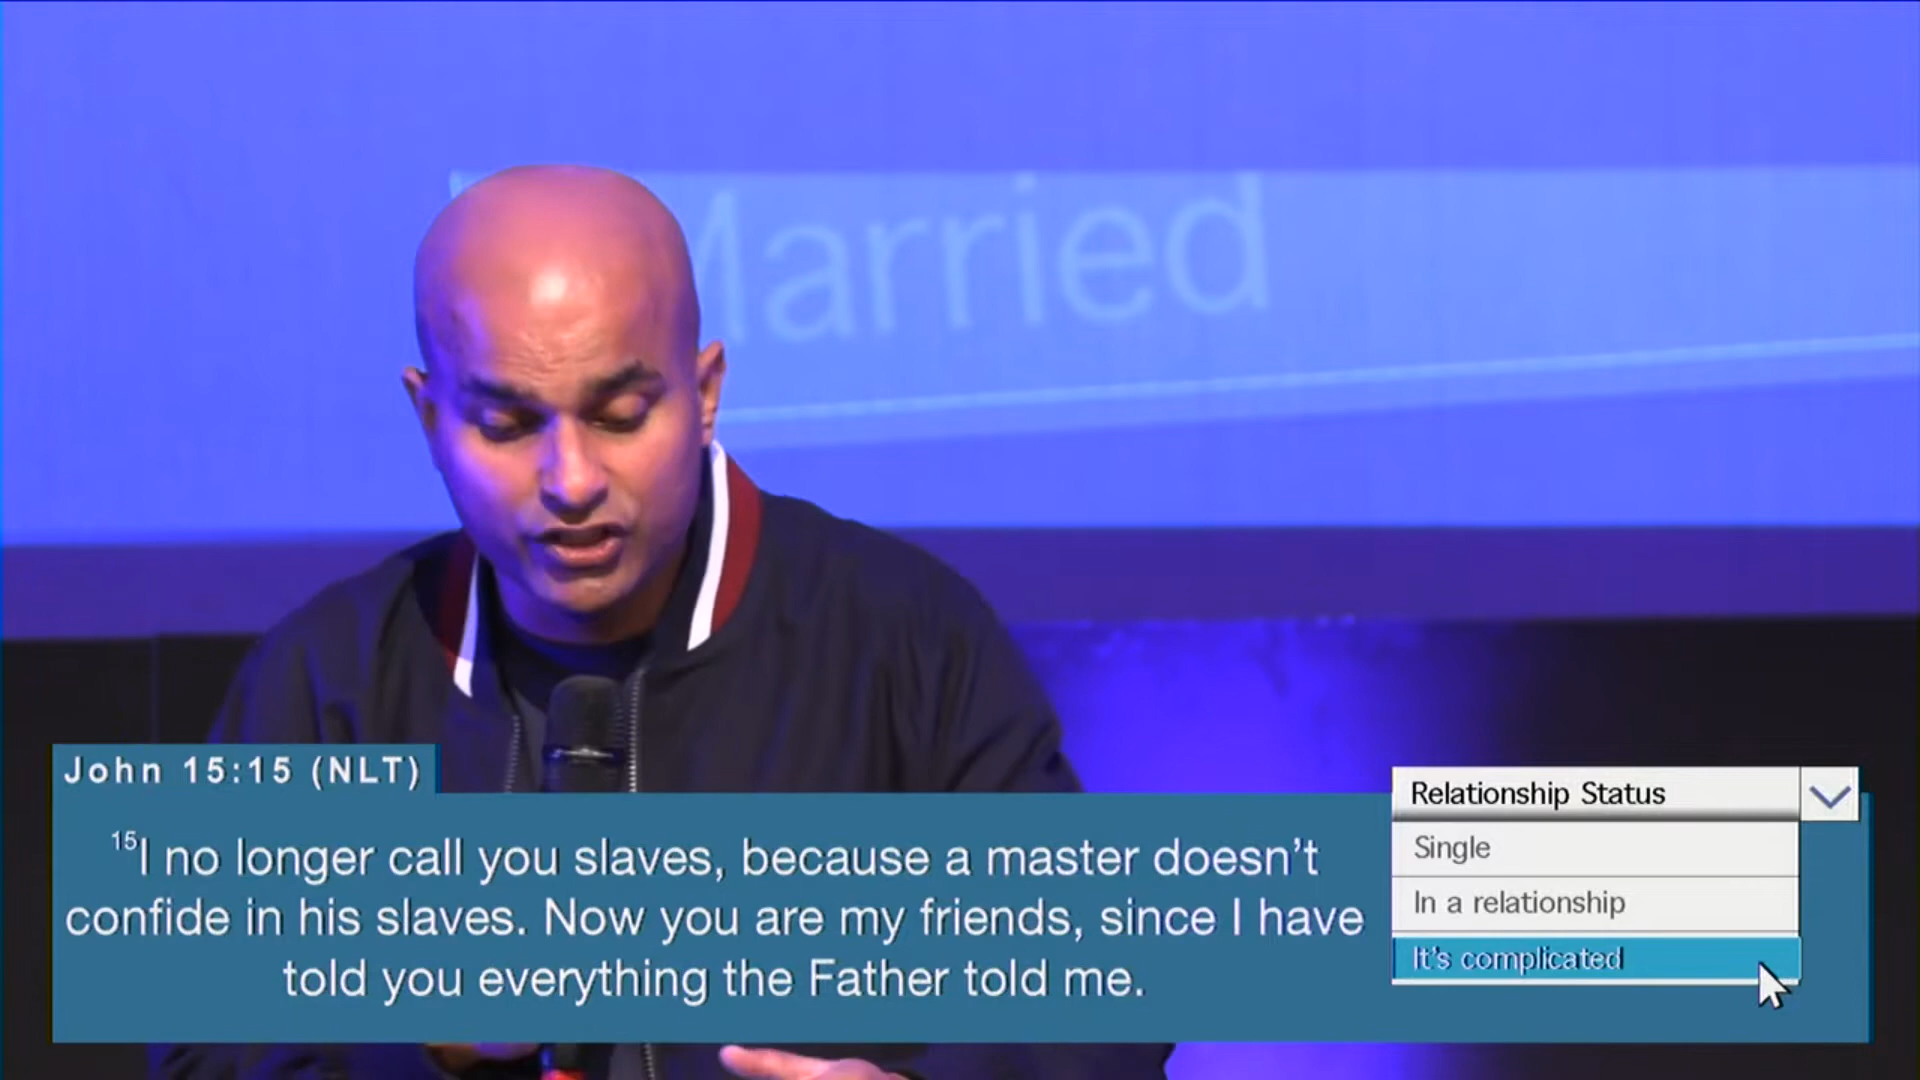 Married
John 15:15 (NLT)
15I no longer call you slaves, because a master doesn't
confide in his slaves. Now you are my friends, since I have
told you everything the Father told me.
Relationship Status
Single
In a relationship
It's complicated